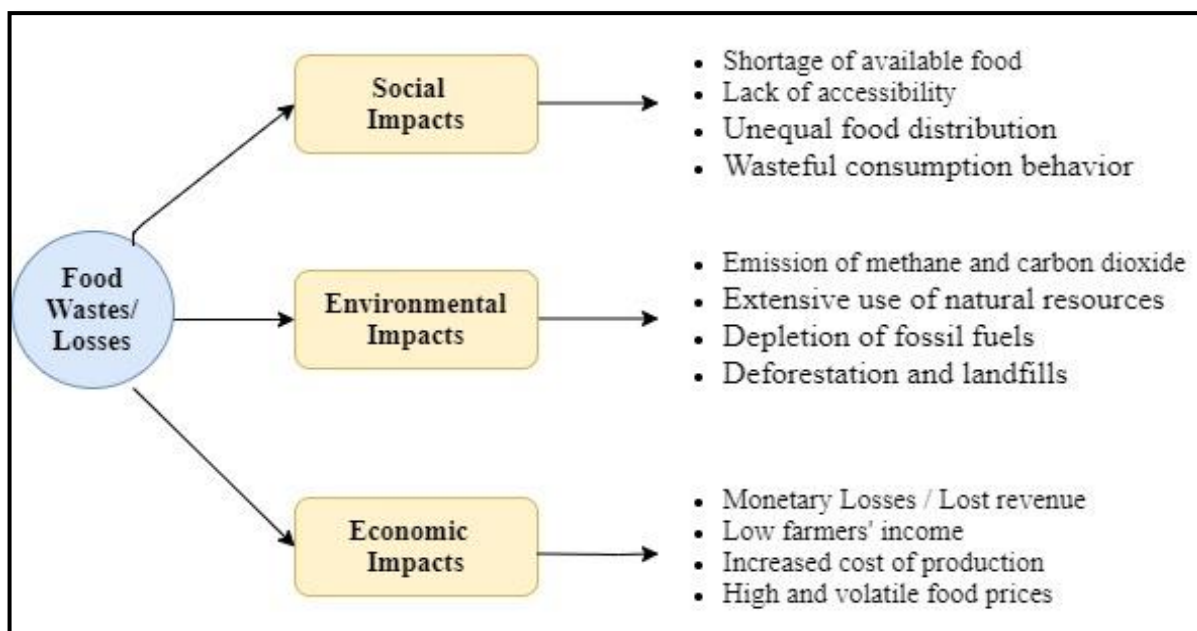 Food
Wastes/
Losses
Social
Impacts
• Shortage of available food
• Lack of accessibility
• Unequal food distribution
• Wasteful consumption behavior
Environmental
Impacts
• Emission of methane and carbon dioxide
• Extensive use of natural resources
• Depletion of fossil fuels
• Deforestation and landfills
Economic
Impacts
• Monetary Losses / Lost revenue
• Low farmers' income
• Increased cost of production
• High and volatile food prices